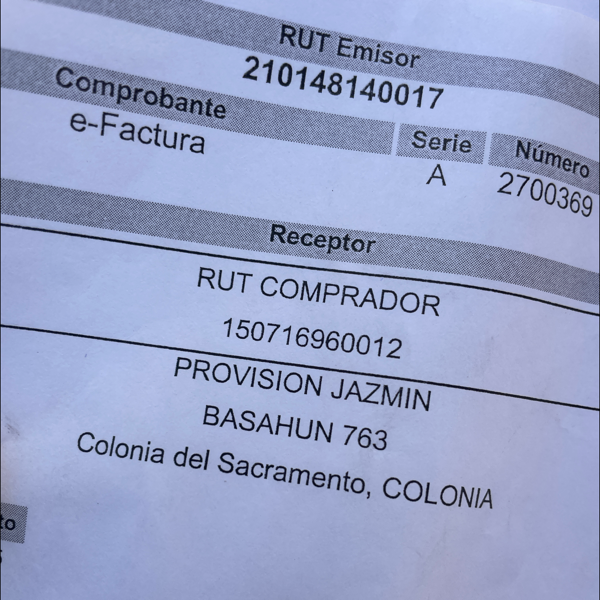 RUT Emisor
210148140017
Comprobante Serie Número
e-Factura A 2700369
Receptor
RUT COMPRADOR
150716960012
PROVISION JAZMIN
BASAHUN 763
Colonia del Sacramento, COLONIA